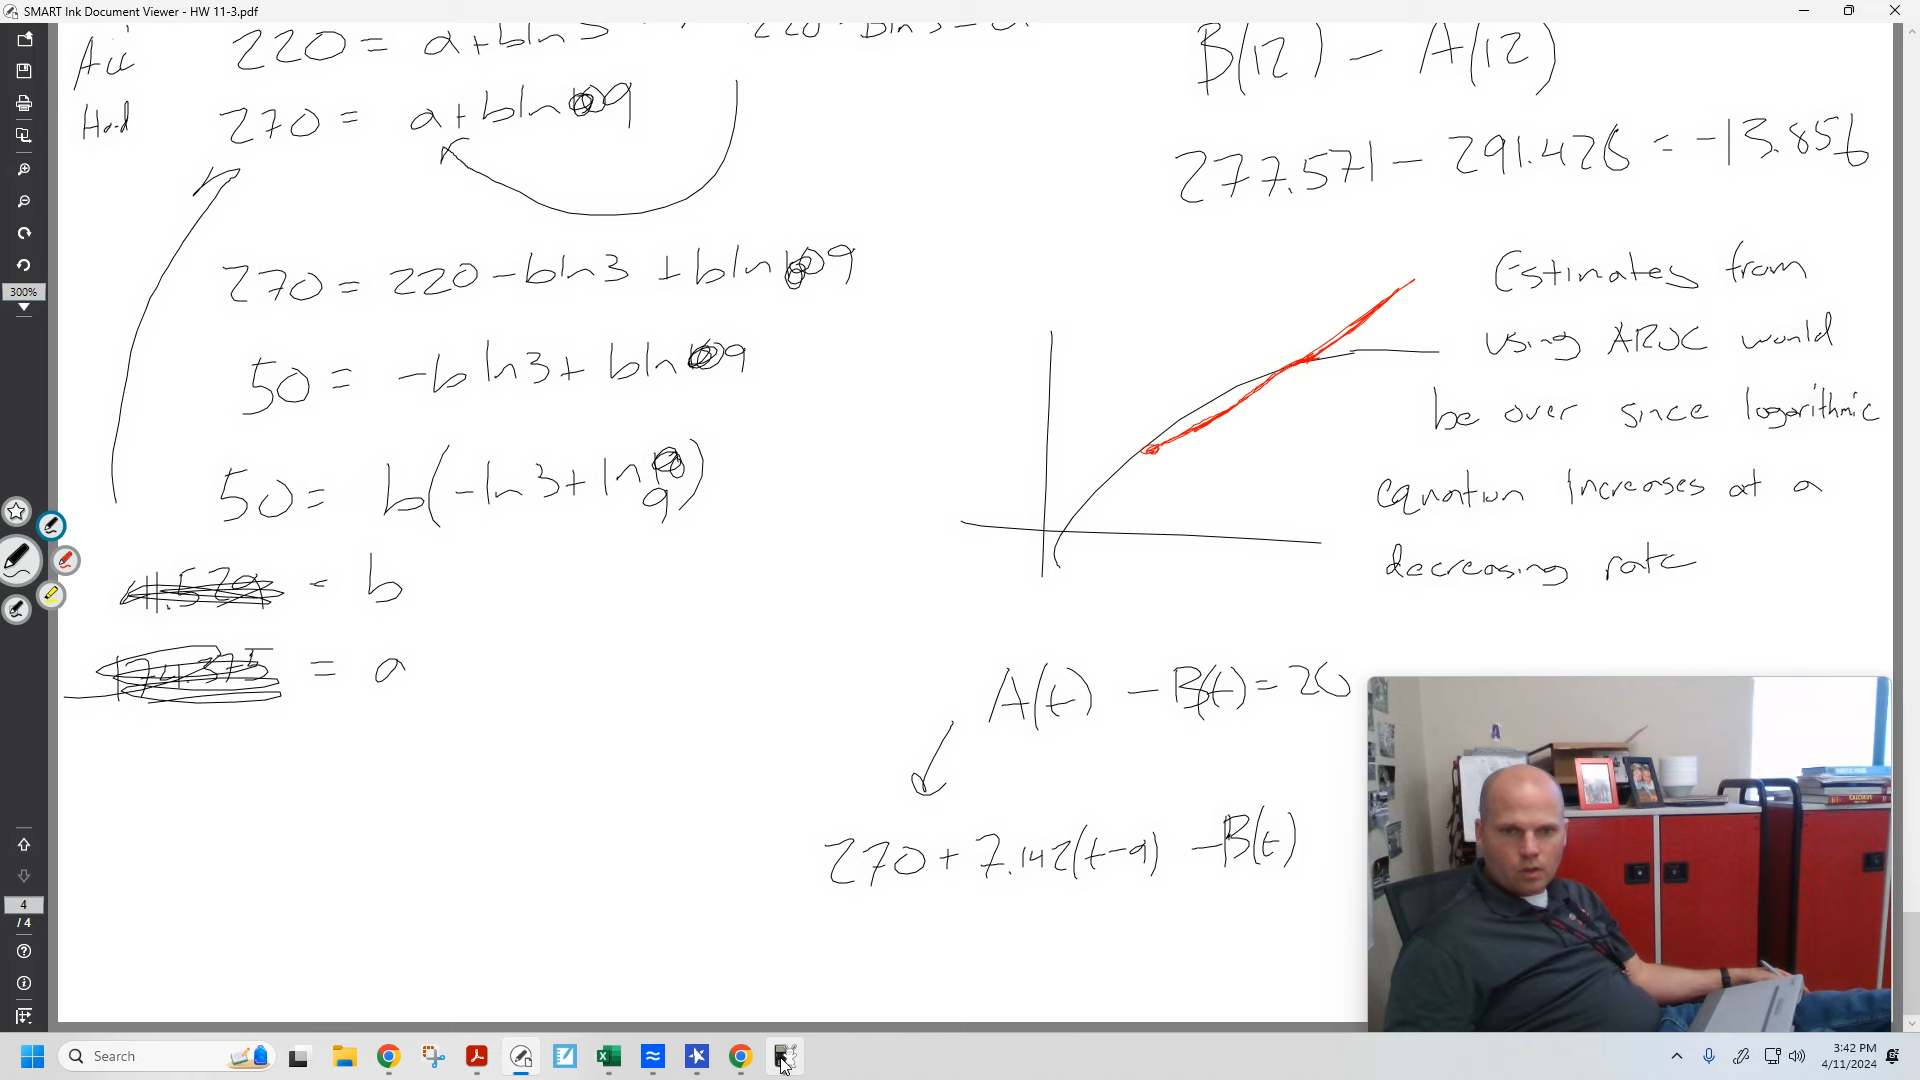 SMART Ink Document Viewer - HW 11-3.pdf
220 = a + b ln 3
270 = a + b ln 9
270 = 220 - b ln 3 + b ln 9
50 = -b ln 3 + b ln 9
50 = b(-ln 3 + ln 9)
= b
= a
B(12) - A(12)
277.571 - 291.426 = -13.856
Estimates from
using AROC would
be over since logarithmic
equation increases at a
decreasing rate
A(t) - B(t) = 20
270 + 7.142(t-9) - B(t)
300%
4
/ 4
Search
3:42 PM
4/11/2024
CALCULUS